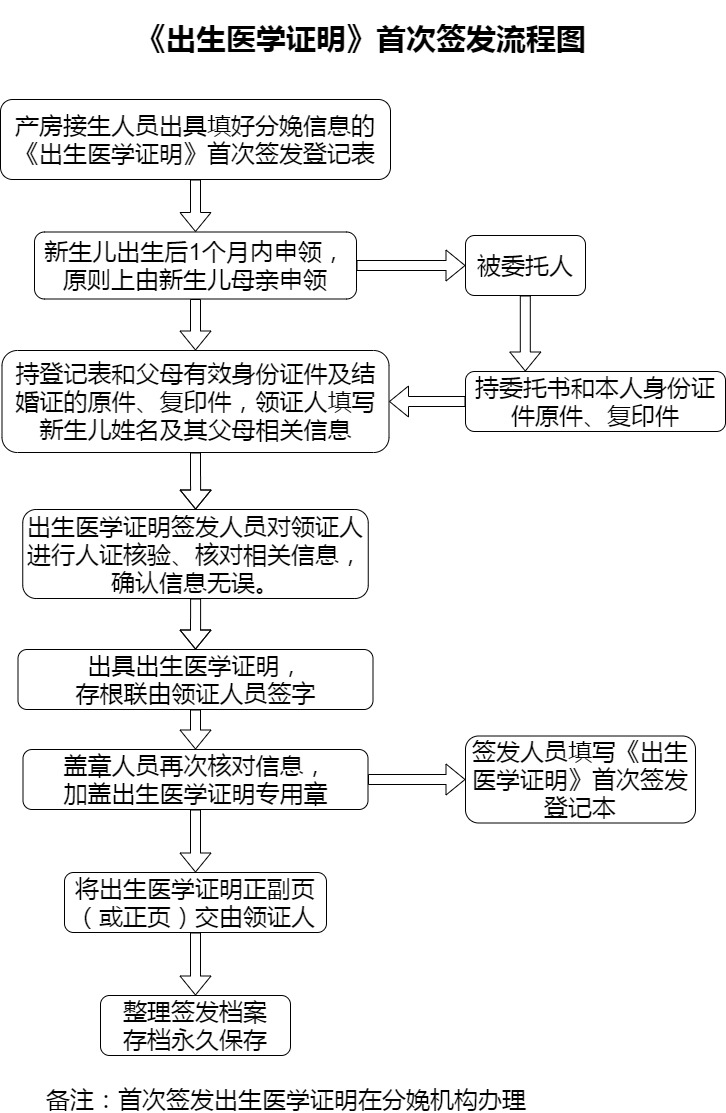 《出生医学证明》首次签发流程图
产房接生人员出具填好分娩信息的
《出生医学证明》首次签发登记表
新生儿出生后1个月内申领，
原则上由新生儿母亲申领
被委托人
持登记表和父母有效身份证件及结
婚证的原件、复印件，领证人填写
新生儿姓名及其父母相关信息
持委托书和本人身份证
件原件、复印件
出生医学证明签发人员对领证人
进行人证核验、核对相关信息，
确认信息无误。
出具出生医学证明，
存根联由领证人员签字
盖章人员再次核对信息，
加盖出生医学证明专用章
签发人员填写《出生
医学证明》首次签发
登记本
将出生医学证明正副页
（或正页）交由领证人
整理签发档案
存档永久保存
备注：首次签发出生医学证明在分娩机构办理